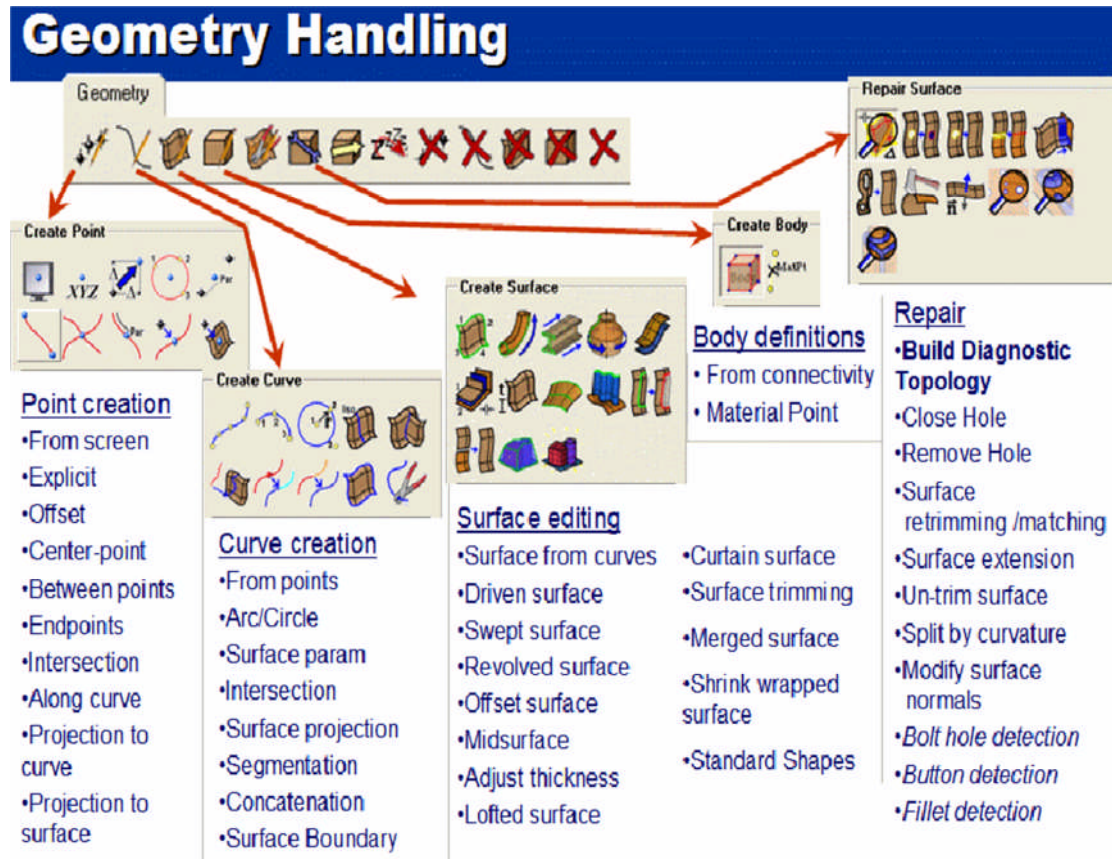 Geometry Handling
Geometry
Repair Surface
Create Point
XYZ
Par
Par
Create Curve
Iso
Create Surface
Create Body
Body
MatlPt
Point creation
•From screen
•Explicit
•Offset
•Center-point
•Between points
•Endpoints
•Intersection
•Along curve
•Projection to
curve
•Projection to
surface
Curve creation
•From points
•Arc/Circle
•Surface param
•Intersection
•Surface projection
•Segmentation
•Concatenation
•Surface Boundary
Surface editing
•Surface from curves
•Driven surface
•Swept surface
•Revolved surface
•Offset surface
•Midsurface
•Adjust thickness
•Lofted surface
•Curtain surface
•Surface trimming
•Merged surface
•Shrink wrapped
surface
•Standard Shapes
Body definitions
• From connectivity
• Material Point
Repair
•Build Diagnostic
Topology
•Close Hole
•Remove Hole
•Surface
retrimming /matching
•Surface extension
•Un-trim surface
•Split by curvature
•Modify surface
normals
•Bolt hole detection
•Button detection
•Fillet detection